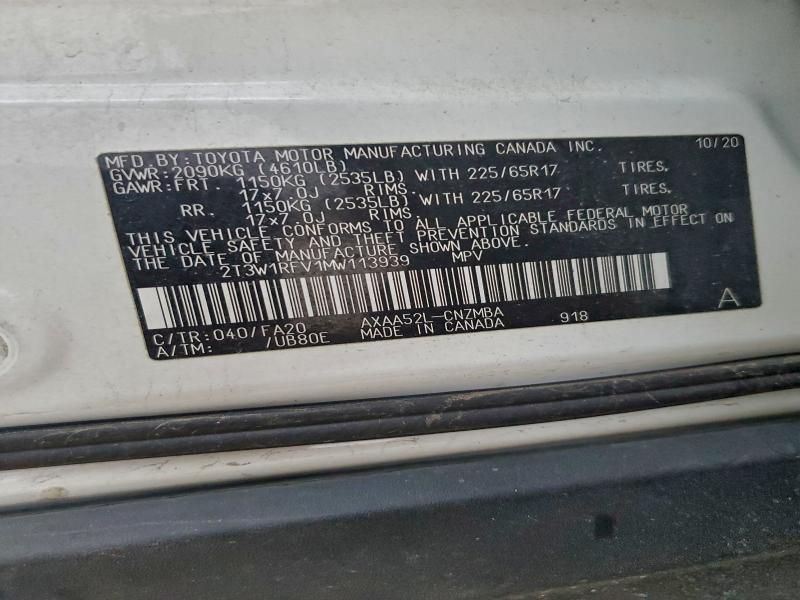 MFD. BY: TOYOTA MOTOR MANUFACTURING CANADA INC. 10/20
GVWR: 2090KG (4610LB)
GAWR: FRT. 1150KG (2535LB) WITH 225/65R17 TIRES.
17x7.0J RIMS.
RR. 1150KG (2535LB) WITH 225/65R17 TIRES.
17x7.0J RIMS.
THIS VEHICLE CONFORMS TO ALL APPLICABLE FEDERAL MOTOR
VEHICLE SAFETY AND THEFT PREVENTION STANDARDS IN EFFECT ON
THE DATE OF MANUFACTURE SHOWN ABOVE.
2T3W1RFV1MW113939 MPV
C/TR: 040/FA20 AXAA52L-CNZMBA 918 A
A/TM: /UB80E MADE IN CANADA